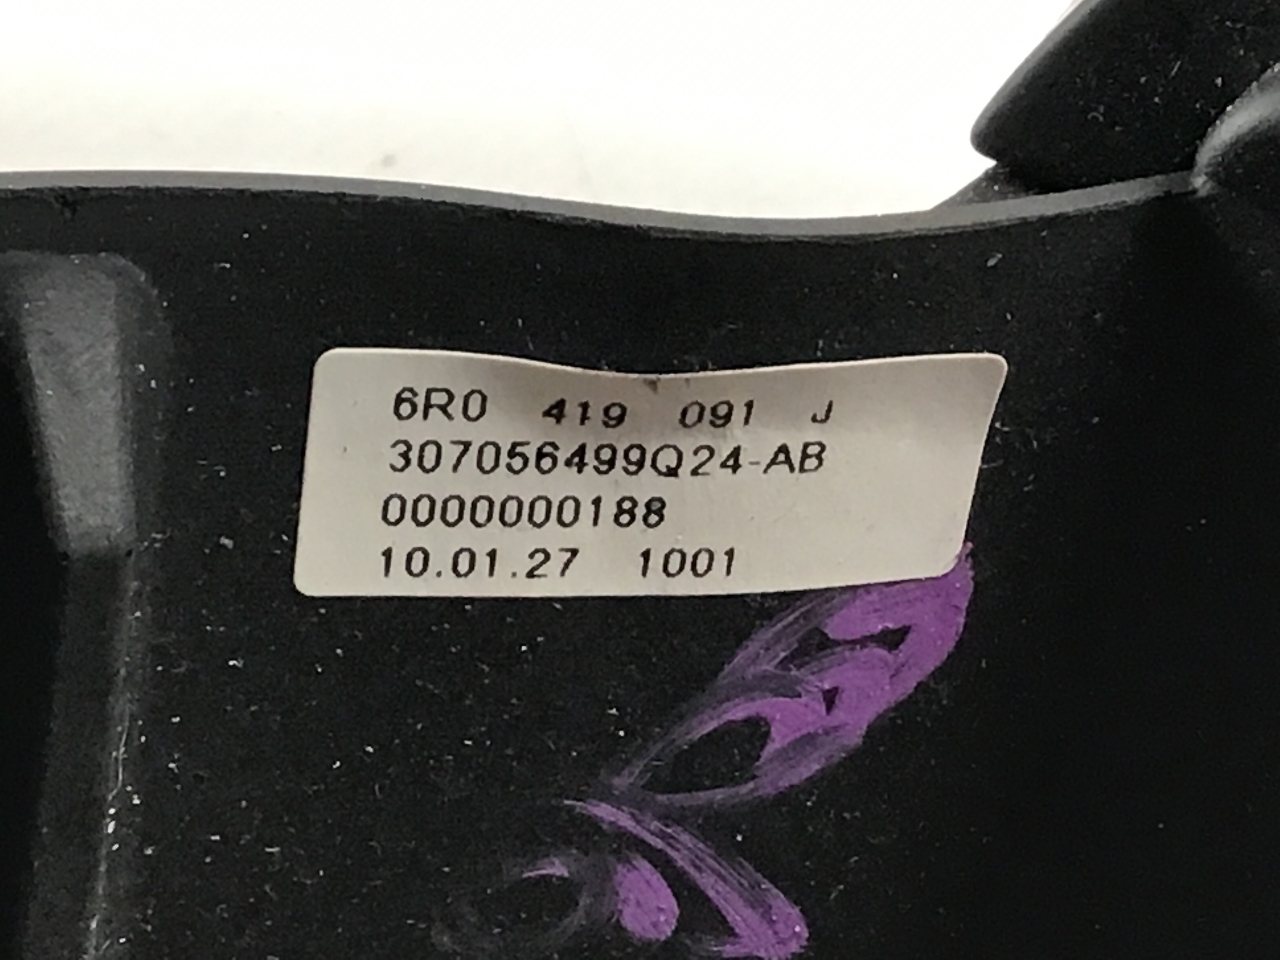 6R0 419 091 J
307056499Q24-AB
0000000188
10.01.27 1001